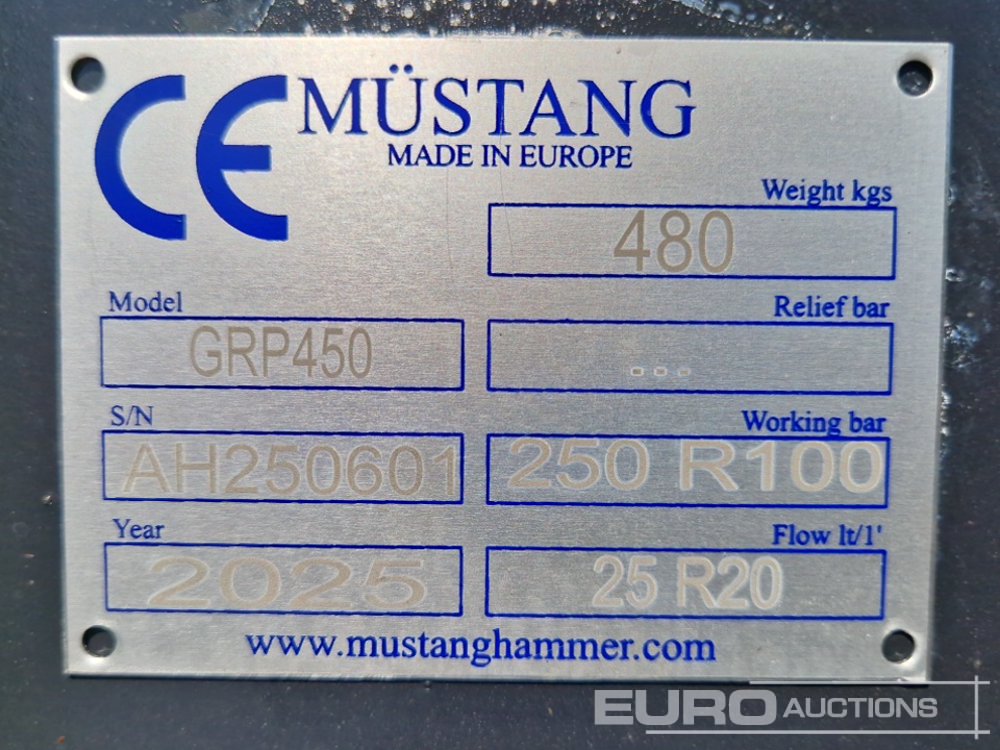 CE MÜSTANG
MADE IN EUROPE
Weight kgs
480
Model
GRP450
Relief bar
...
S/N
AH250601
Working bar
250 R100
Year
2025
Flow lt/1'
25 R20
www.mustanghammer.com
EURO AUCTIONS